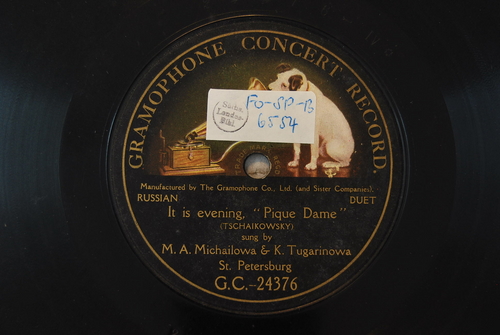 GRAMOPHONE CONCERT RECORD.
FO-SP-B
6554
Manufactured by The Gramophone Co., Ltd. (and Sister Companies).
RUSSIAN DUET
It is evening, "Pique Dame"
(TSCHAIKOWSKY)
sung by
M. A. Michailowa & K. Tugarinowa
St. Petersburg
G.C.-24376